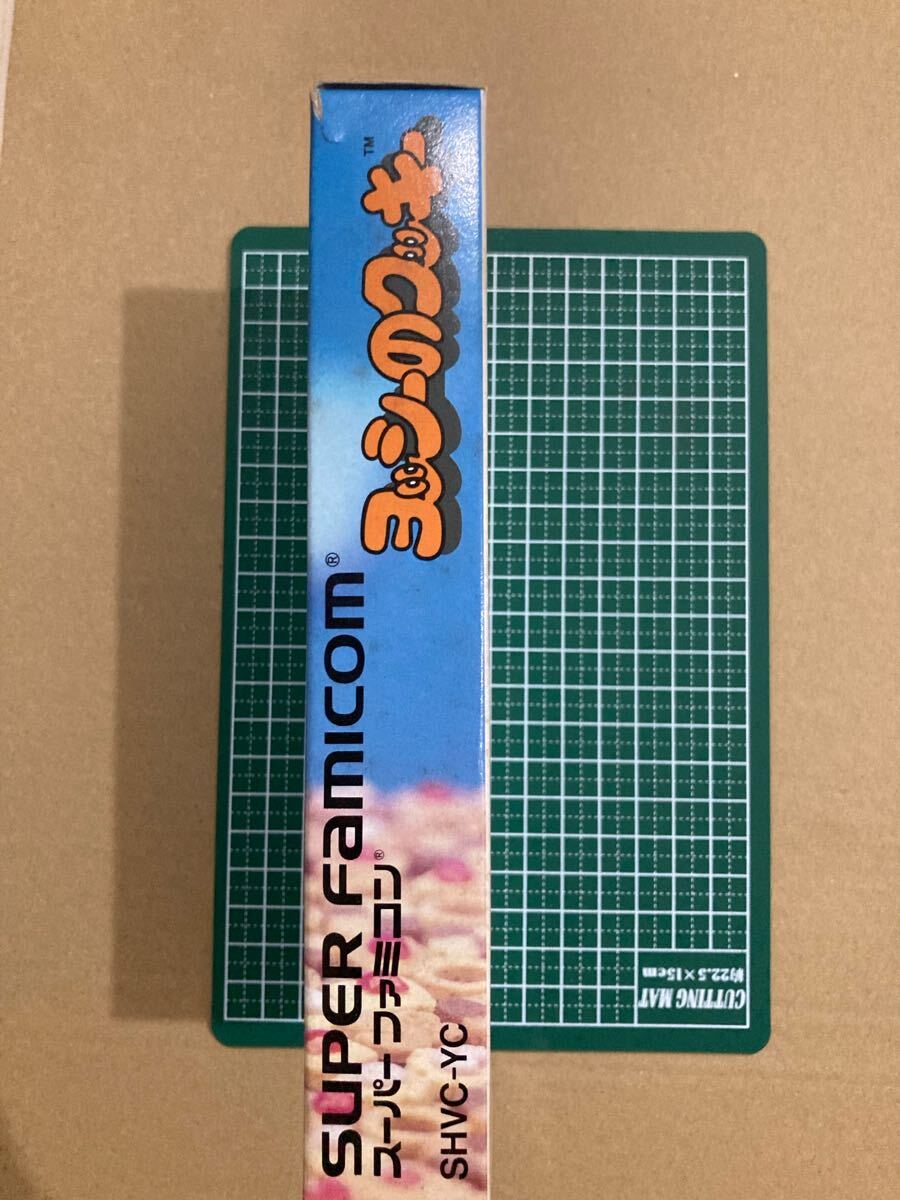 SUPER FAMICOM®
スーパーファミコン®
SHVC-YC
ヨッシーのクッキー™
CUTTING MAT
約22.5×15cm